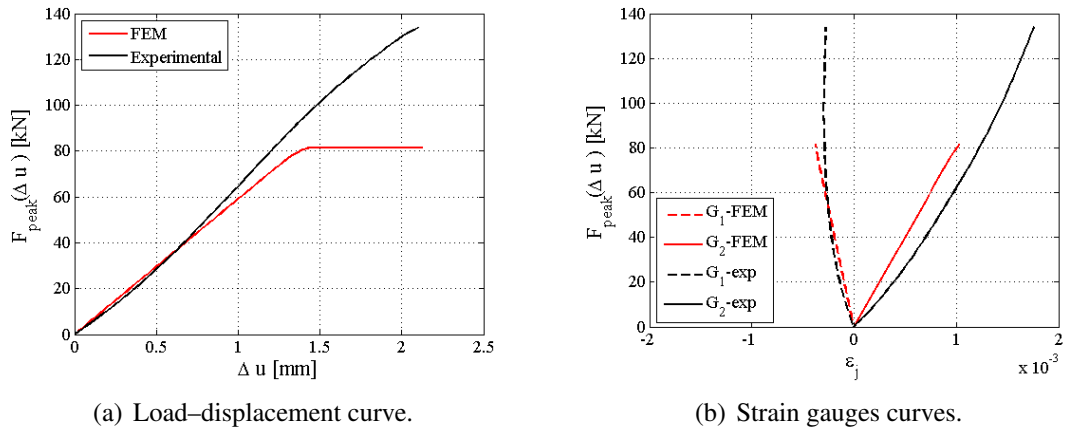 140
120
100
80
60
40
20
0
F_peak(Δ u ) [kN]
FEM
Experimental
0 0.5 1 1.5 2 2.5
Δ u [mm]
(a) Load–displacement curve.
140
120
100
80
60
40
20
0
F_peak(Δ u ) [kN]
G_1-FEM
G_2-FEM
G_1-exp
G_2-exp
-2 -1 0 1 2
ε_j
x 10^-3
(b) Strain gauges curves.